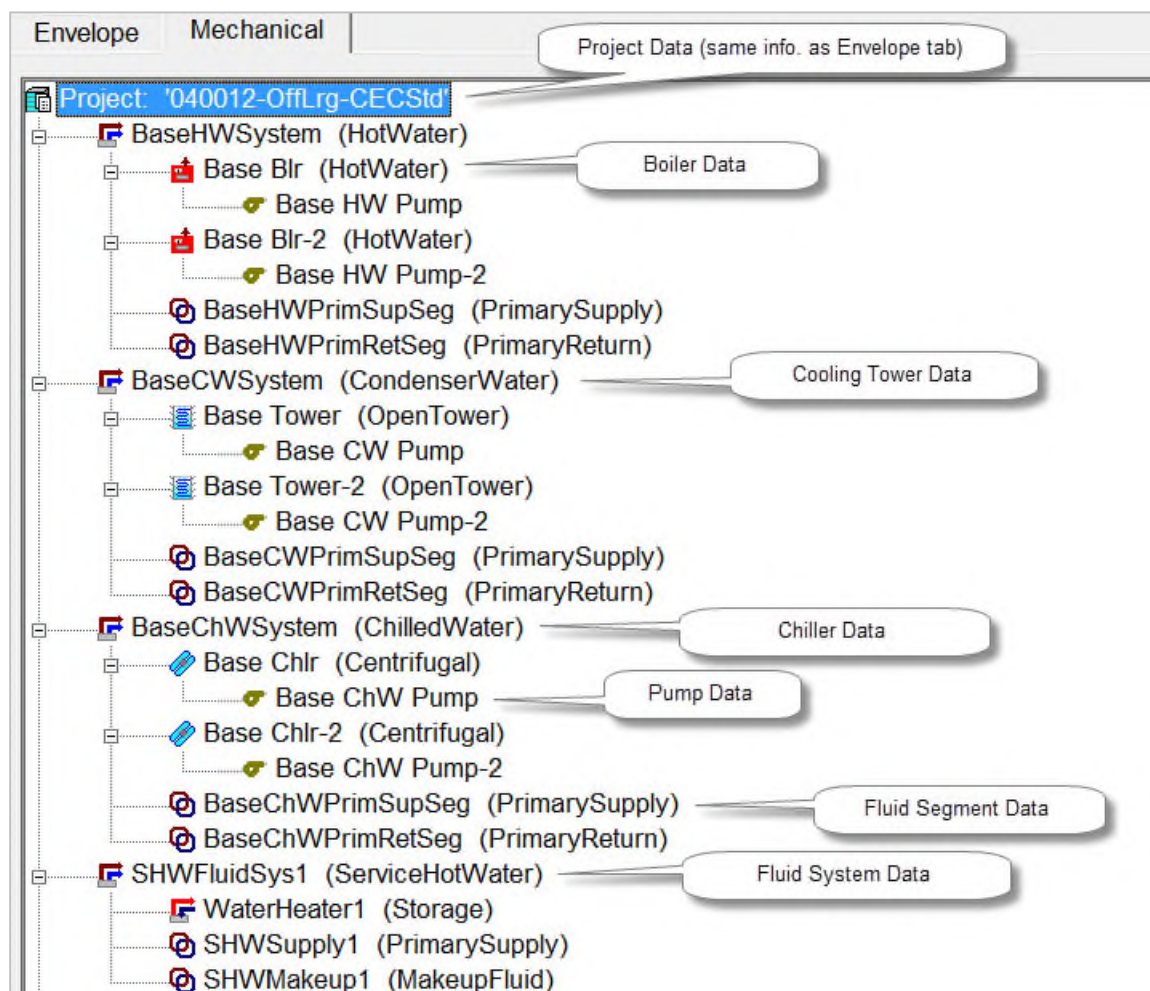 Envelope Mechanical
Project Data (same info. as Envelope tab)
Project: '040012-OffLrg-CECStd'
BaseHWSystem (HotWater)
Base Blr (HotWater) Boiler Data
Base HW Pump
Base Blr-2 (HotWater)
Base HW Pump-2
BaseHWPrimSupSeg (PrimarySupply)
BaseHWPrimRetSeg (PrimaryReturn)
BaseCWSystem (CondenserWater) Cooling Tower Data
Base Tower (OpenTower)
Base CW Pump
Base Tower-2 (OpenTower)
Base CW Pump-2
BaseCWPrimSupSeg (PrimarySupply)
BaseCWPrimRetSeg (PrimaryReturn)
BaseChWSystem (ChilledWater) Chiller Data
Base Chlr (Centrifugal)
Base ChW Pump Pump Data
Base Chlr-2 (Centrifugal)
Base ChW Pump-2
BaseChWPrimSupSeg (PrimarySupply) Fluid Segment Data
BaseChWPrimRetSeg (PrimaryReturn)
SHWFluidSys1 (ServiceHotWater) Fluid System Data
WaterHeater1 (Storage)
SHWSupply1 (PrimarySupply)
SHWMakeup1 (MakeupFluid)